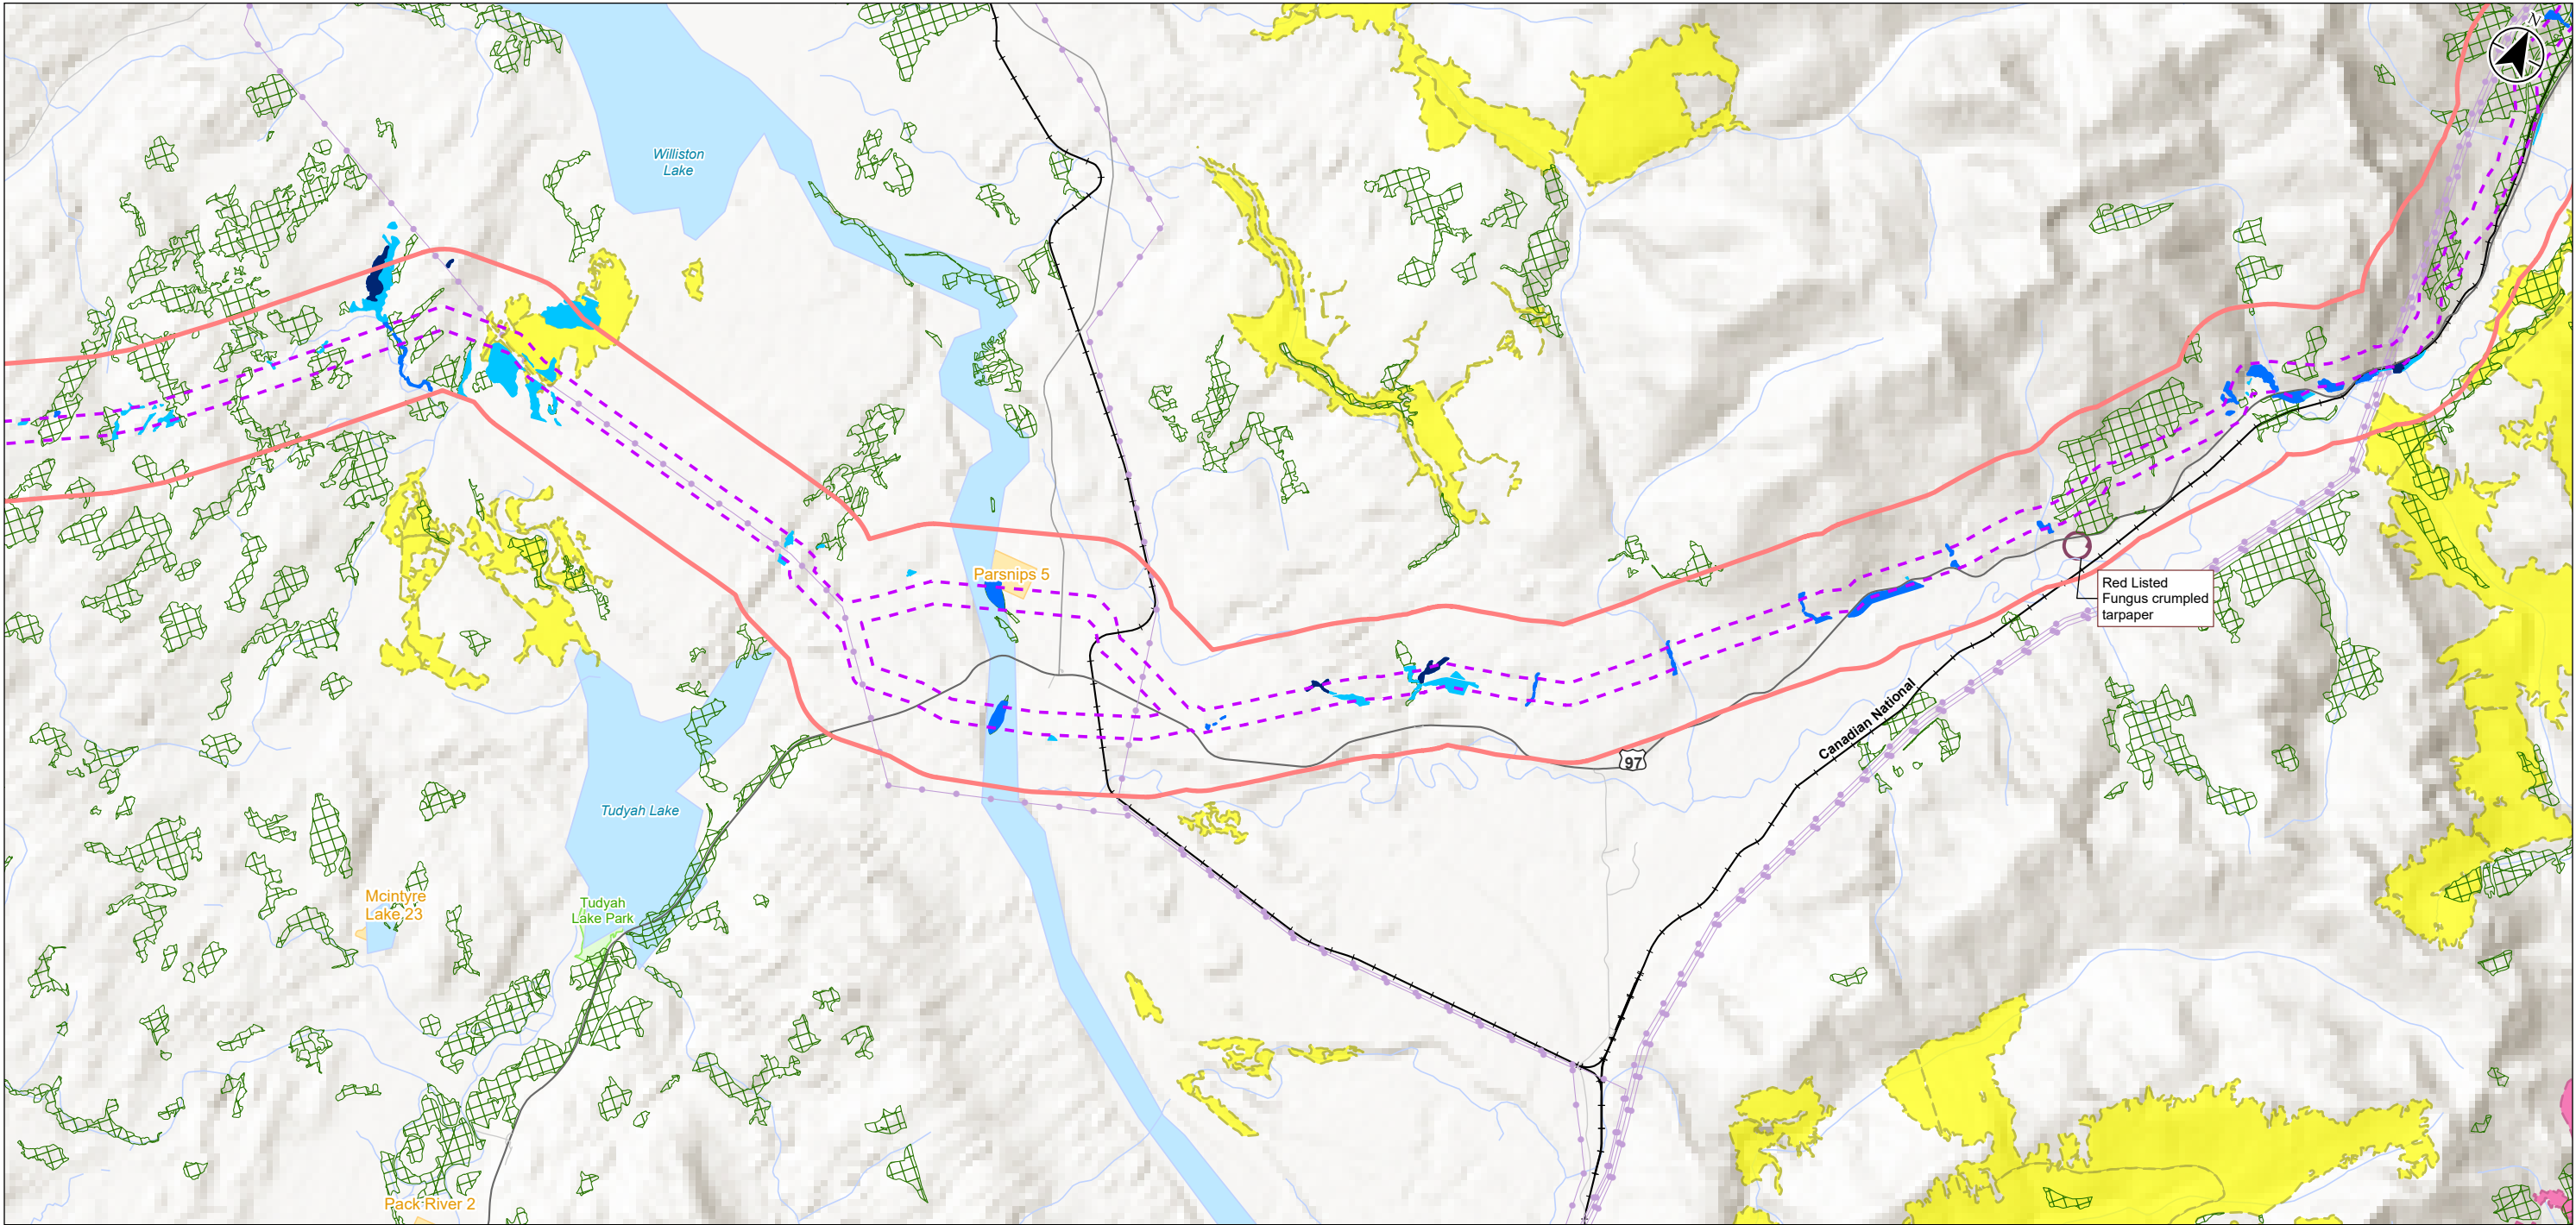 N
Williston
Lake
Parsnips 5
Red Listed
Fungus crumpled
tarpaper
Canadian National
97
Tudyah Lake
Mcintyre
Lake 23
Tudyah
Lake Park
Pack River 2